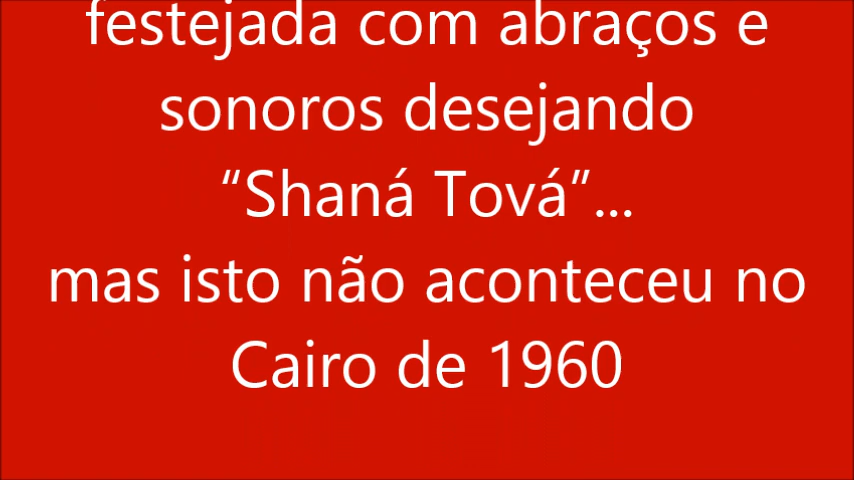 festejada com abraços e
sonoros desejando
“Shaná Tová”...
mas isto não aconteceu no
Cairo de 1960